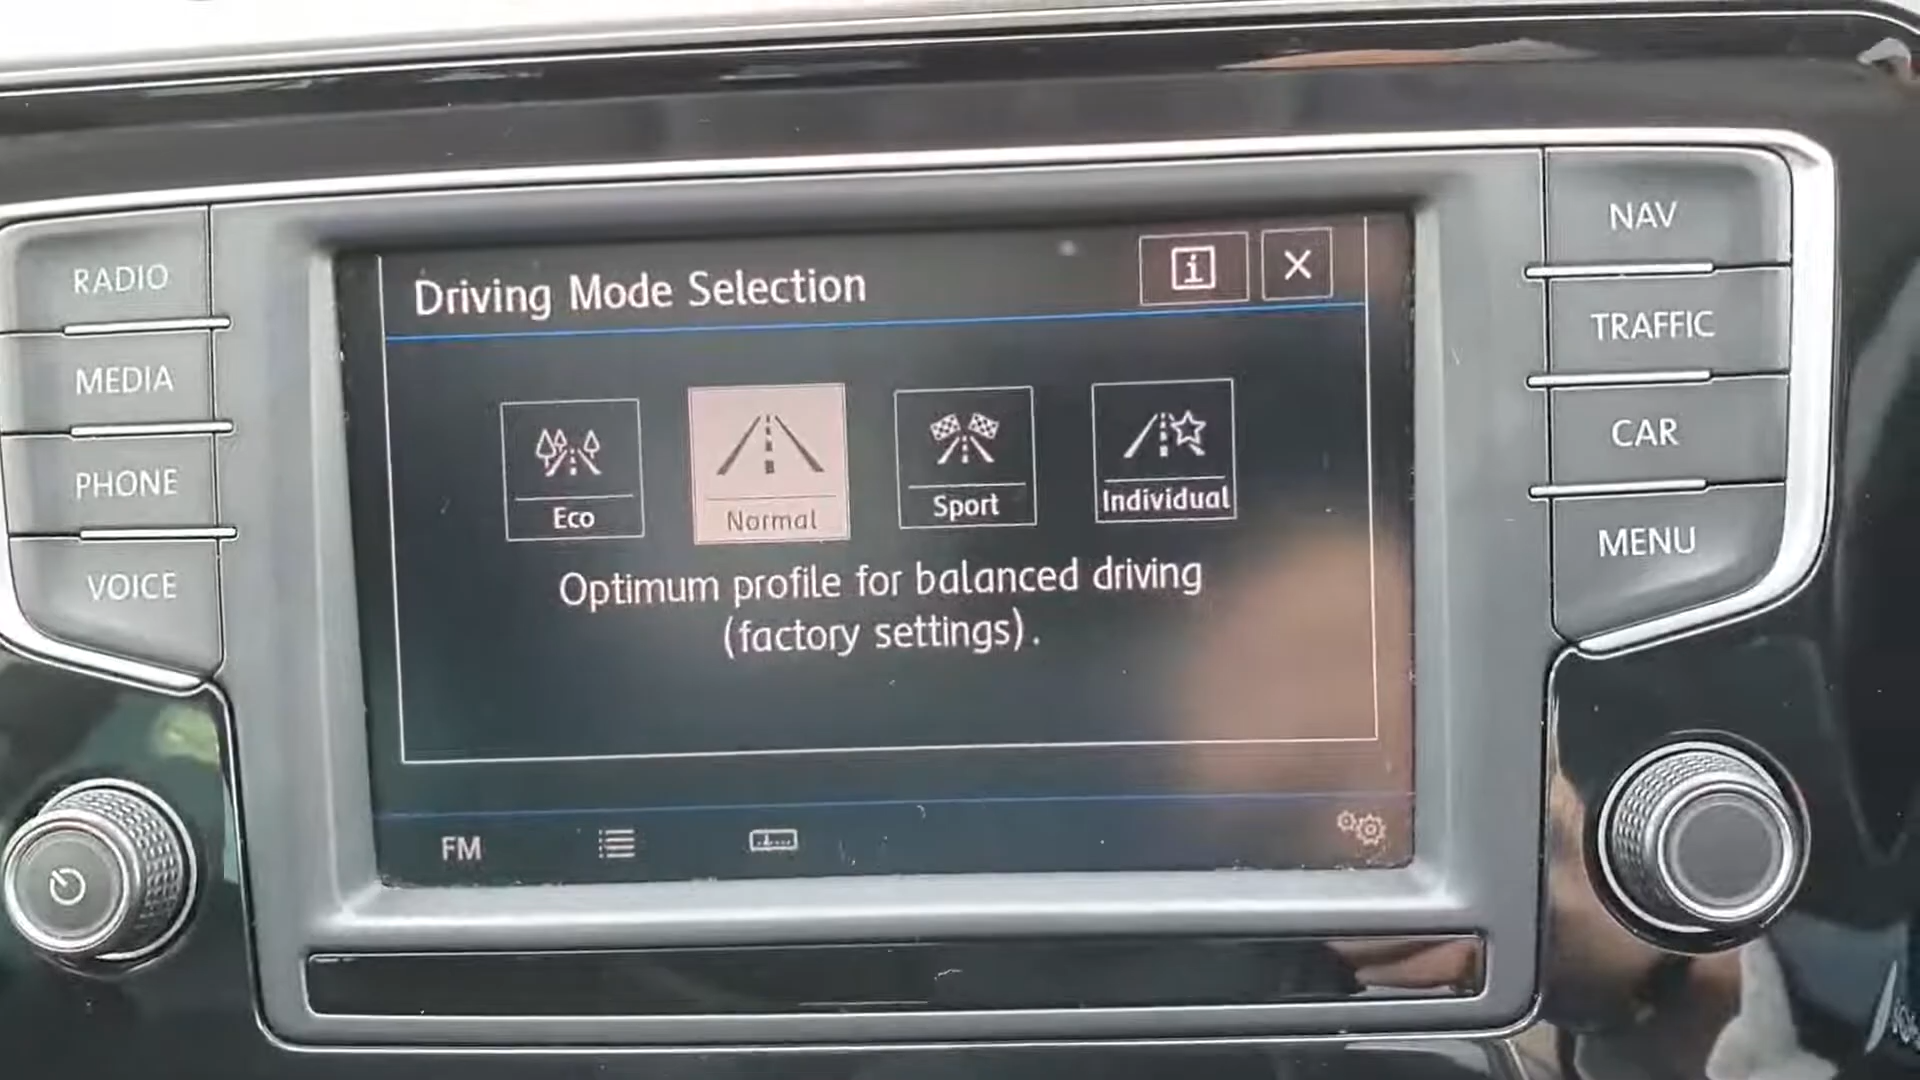 RADIO
MEDIA
PHONE
VOICE
Driving Mode Selection
i
X
Eco
Normal
Sport
Individual
Optimum profile for balanced driving
(factory settings).
FM
NAV
TRAFFIC
CAR
MENU